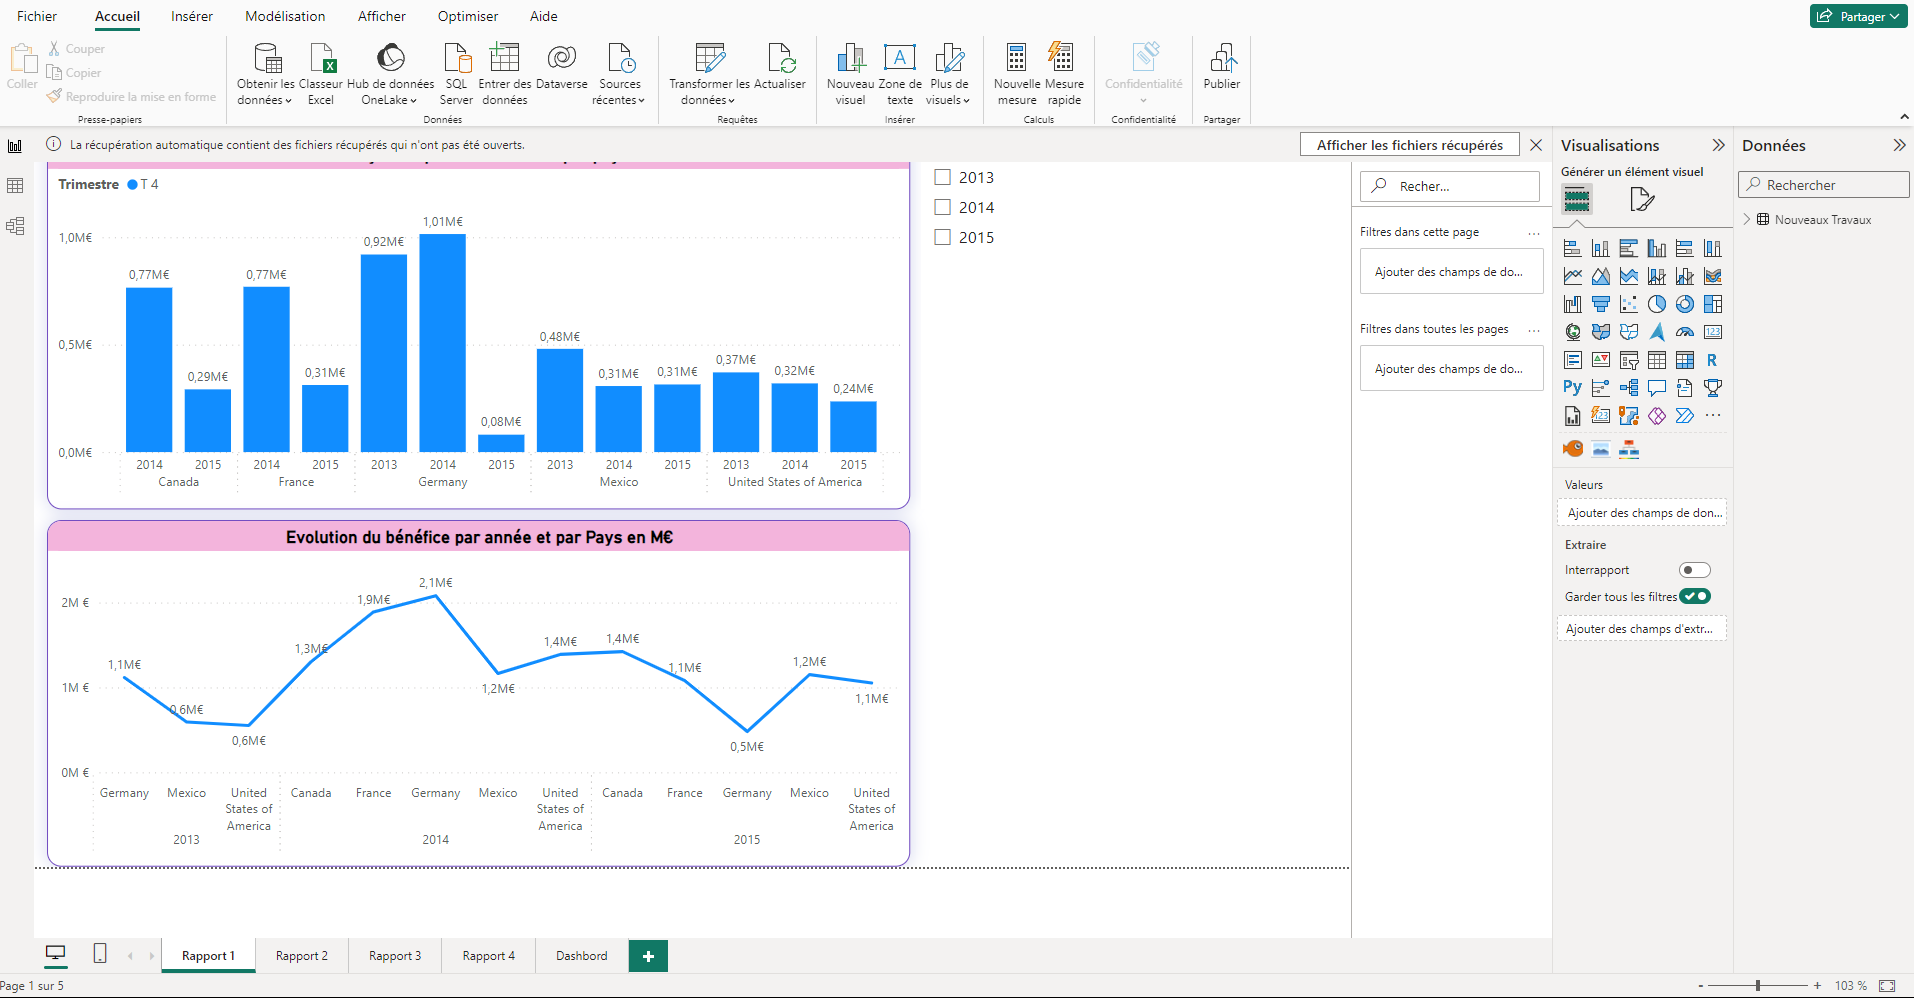 Fichier Accueil Insérer Modélisation Afficher Optimiser Aide
Partager
Coller
Couper
Copier
Reproduire la mise en forme
Presse-papiers
Obtenir les données
Classeur Excel
Hub de données OneLake
SQL Server
Entrer des données
Dataverse
Sources récentes
Données
Transformer les données
Actualiser
Requêtes
Nouveau visuel
Zone de texte
Plus de visuels
Insérer
Nouvelle mesure
Mesure rapide
Calculs
Confidentialité
Confidentialité
Publier
Partager
La récupération automatique contient des fichiers récupérés qui n'ont pas été ouverts.
Afficher les fichiers récupérés
Trimestre T 4
1,0M€
0,5M€
0,0M€
0,77M€
0,29M€
0,77M€
0,31M€
0,92M€
1,01M€
0,08M€
0,48M€
0,31M€
0,31M€
0,37M€
0,32M€
0,24M€
2014 2015 2014 2015 2013 2014 2015 2013 2014 2015 2013 2014 2015
Canada France Germany Mexico United States of America
2013
2014
2015
Evolution du bénéfice par année et par Pays en M€
2M €
1M €
0M €
1,1M€
0,6M€
0,6M€
1,3M€
1,9M€
2,1M€
1,2M€
1,4M€
1,4M€
1,1M€
0,5M€
1,2M€
1,1M€
Germany Mexico United States of America Canada France Germany Mexico United States of America Canada France Germany Mexico United States of America
2013 2014 2015
Recher...
Filtres dans cette page ...
Ajouter des champs de do...
Filtres dans toutes les pages ...
Ajouter des champs de do...
Visualisations
Générer un élément visuel
R
Py
123
...
Valeurs
Ajouter des champs de don...
Extraire
Interrapport
Garder tous les filtres
Ajouter des champs d'extr...
Données
Rechercher
Nouveaux Travaux
Rapport 1 Rapport 2 Rapport 3 Rapport 4 Dashbord +
Page 1 sur 5
- + 103 %